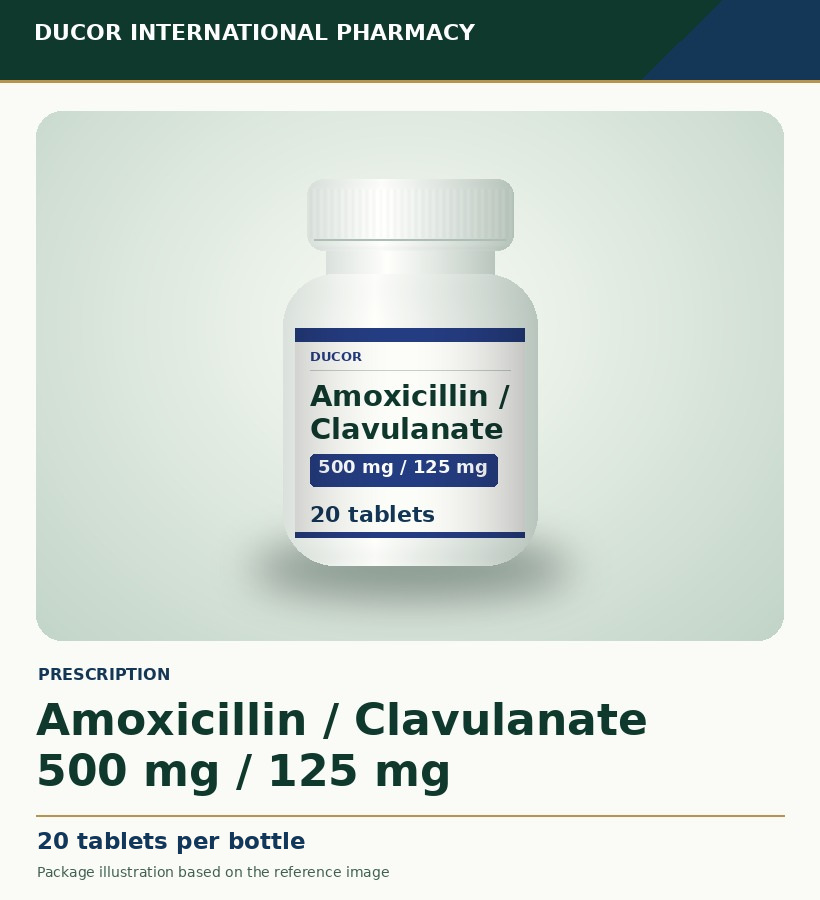 DUCOR INTERNATIONAL PHARMACY
DUCOR
Amoxicillin /
Clavulanate
500 mg / 125 mg
20 tablets
PRESCRIPTION
Amoxicillin / Clavulanate
500 mg / 125 mg
20 tablets per bottle
Package illustration based on the reference image